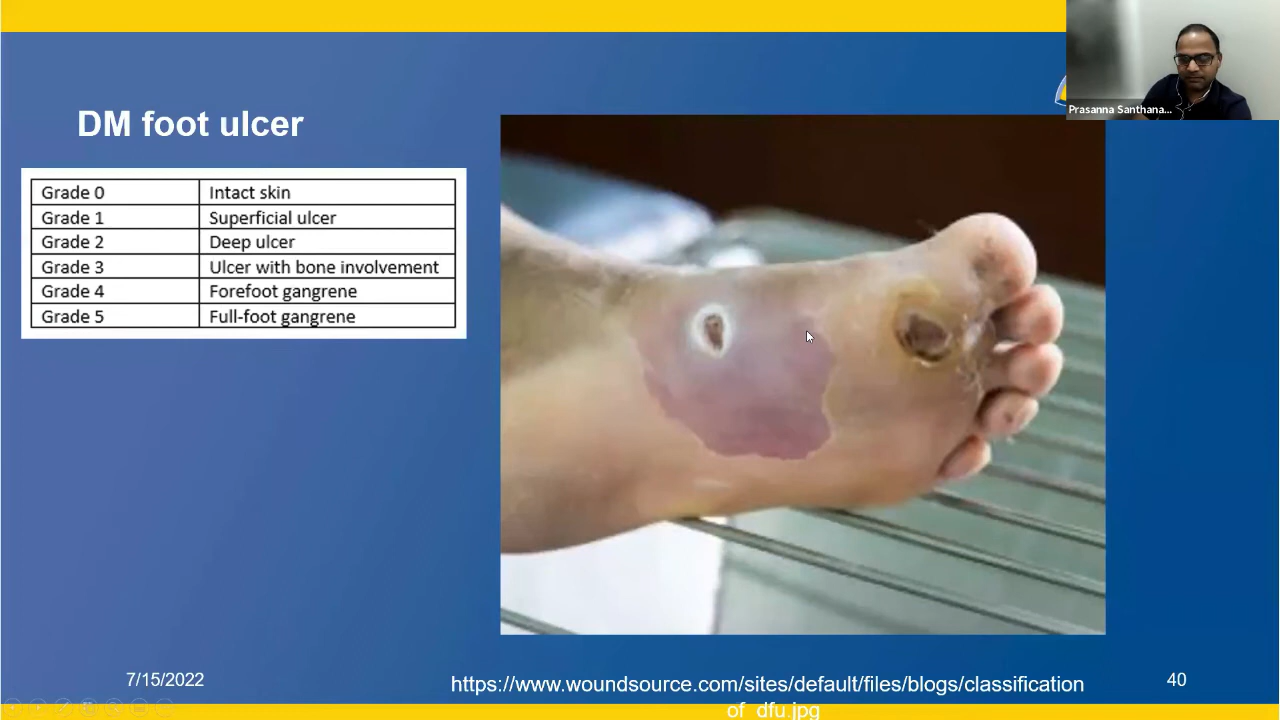 Prasanna Santhana...
DM foot ulcer
Grade 0 Intact skin
Grade 1 Superficial ulcer
Grade 2 Deep ulcer
Grade 3 Ulcer with bone involvement
Grade 4 Forefoot gangrene
Grade 5 Full-foot gangrene
7/15/2022
https://www.woundsource.com/sites/default/files/blogs/classification
of_dfu.jpg
40